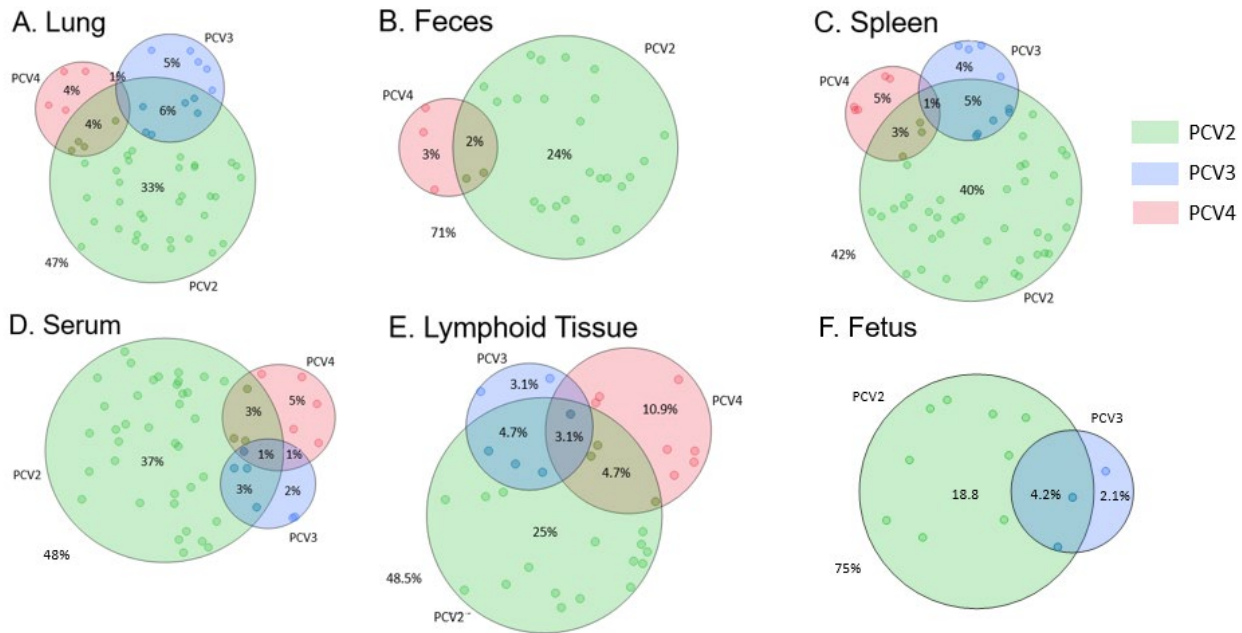 A. Lung
PCV3
PCV4
5%
1%
4%
6%
4%
33%
47%
PCV2
B. Feces
PCV2
PCV4
2%
3%
24%
71%
C. Spleen
PCV3
4%
PCV4
5%
1%
5%
3%
40%
42%
PCV2
PCV2
PCV3
PCV4
D. Serum
PCV4
5%
3%
37%
1%
1%
PCV2
3%
2%
PCV3
48%
E. Lymphoid Tissue
PCV3
3.1%
PCV4
10.9%
4.7%
3.1%
4.7%
25%
48.5%
PCV2
F. Fetus
PCV2
PCV3
18.8
4.2%
2.1%
75%